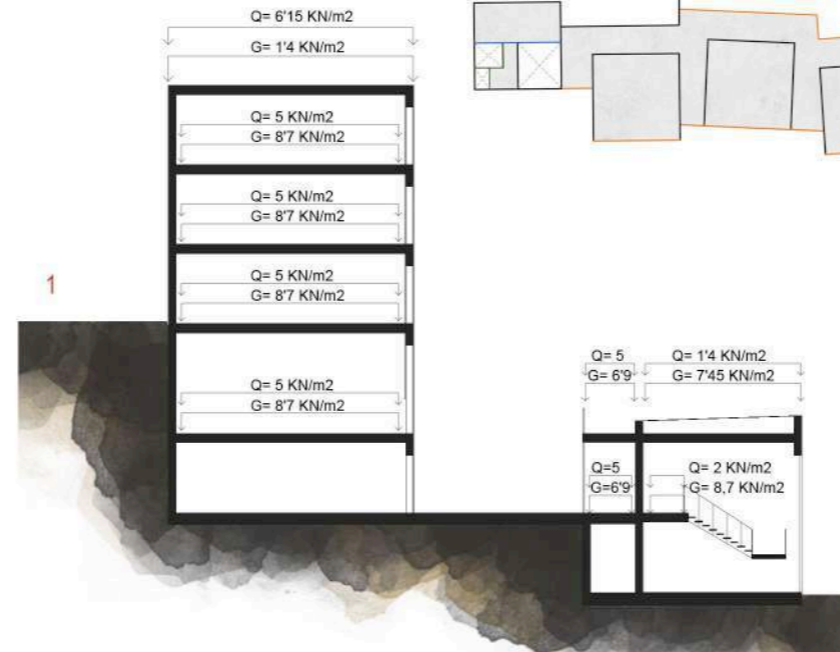 Q= 6'15 KN/m2
G= 1'4 KN/m2
Q= 5 KN/m2
G= 8'7 KN/m2
Q= 5 KN/m2
G= 8'7 KN/m2
Q= 5 KN/m2
G= 8'7 KN/m2
1
Q= 5 KN/m2
G= 8'7 KN/m2
Q= 5
G= 6'9
Q= 1'4 KN/m2
G= 7'45 KN/m2
Q=5
G=6'9
Q= 2 KN/m2
G= 8,7 KN/m2